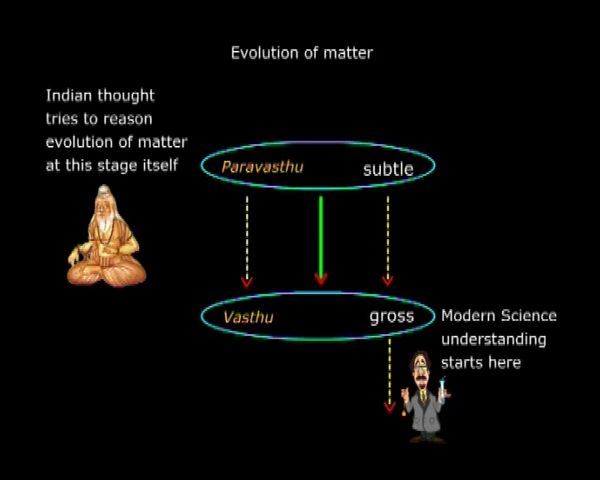 Evolution of matter
Indian thought
tries to reason
evolution of matter
at this stage itself
Paravasthu subtle
Vasthu gross
Modern Science
understanding
starts here